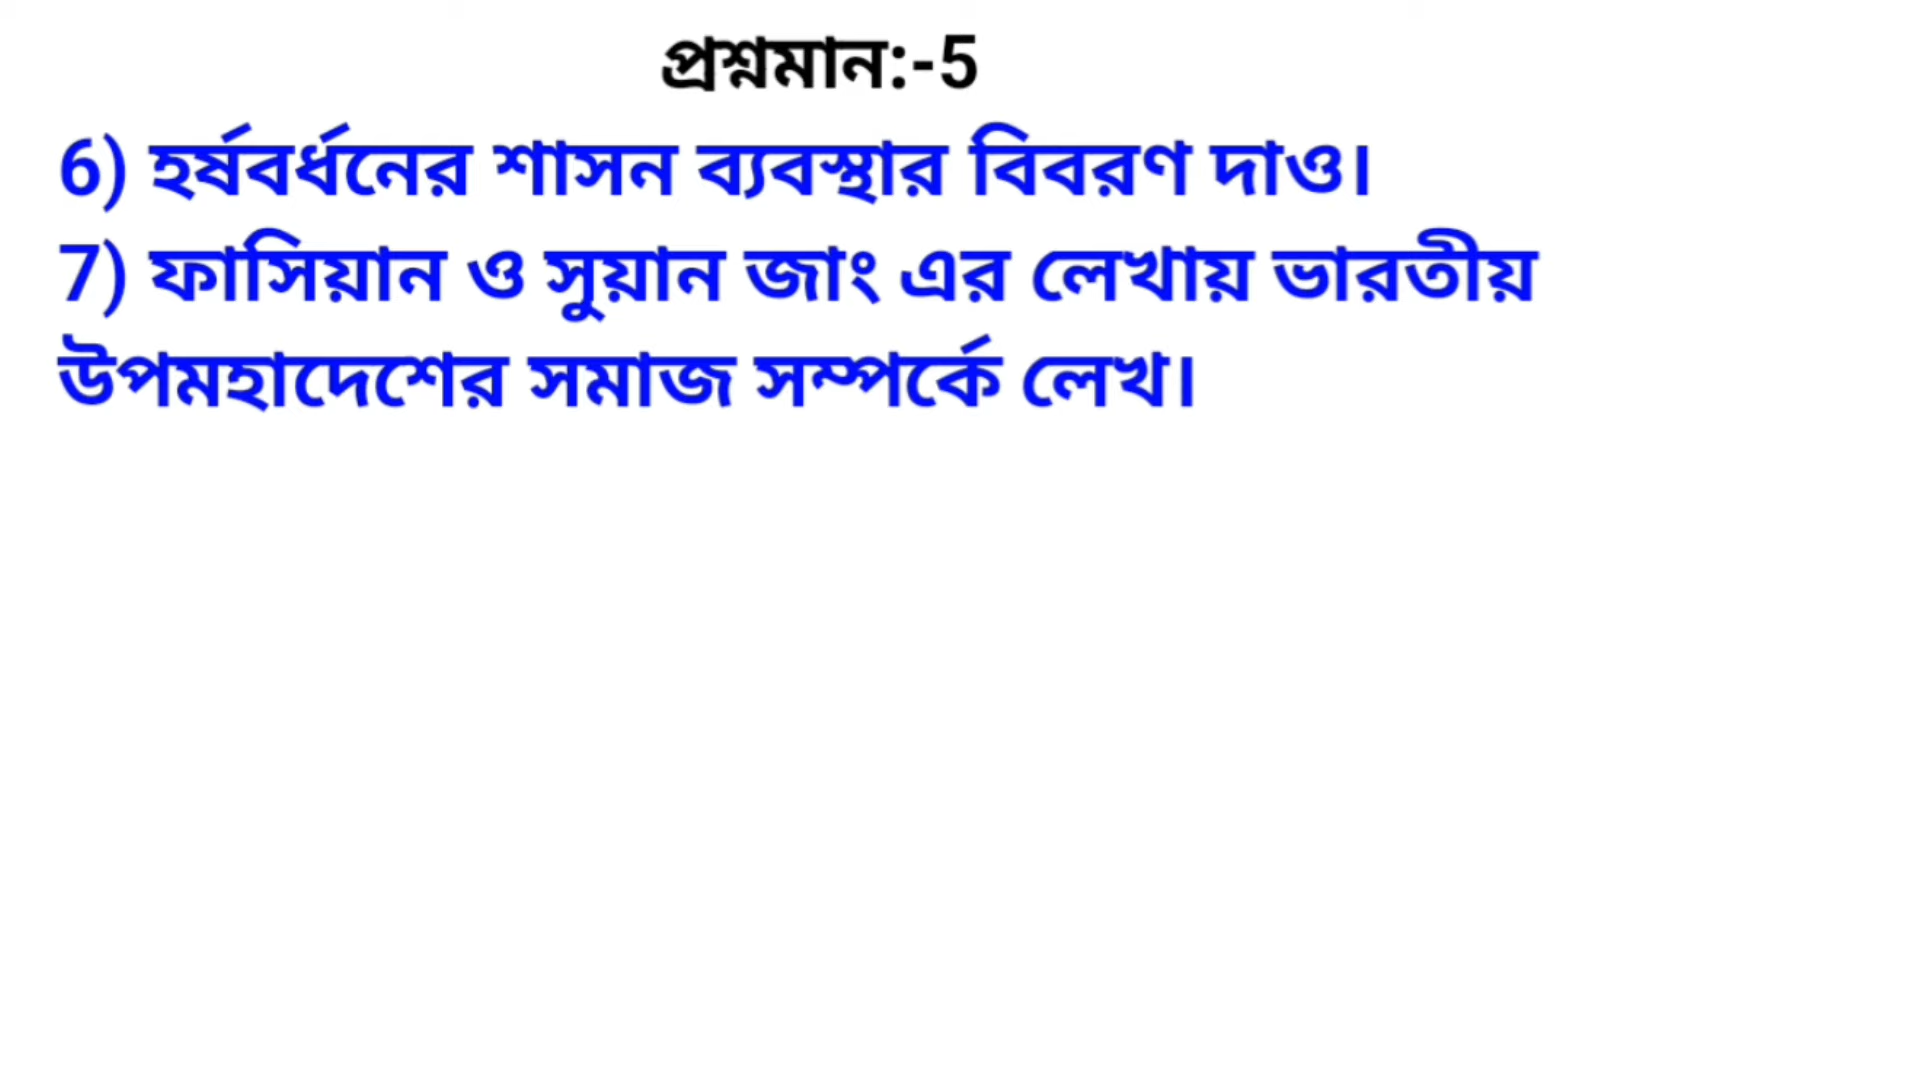 প্রশ্নমান:-5
6) হর্ষবর্ধনের শাসন ব্যবস্থার বিবরণ দাও।
7) ফাসিয়ান ও সুয়ান জাং এর লেখায় ভারতীয়
উপমহাদেশের সমাজ সম্পর্কে লেখ।